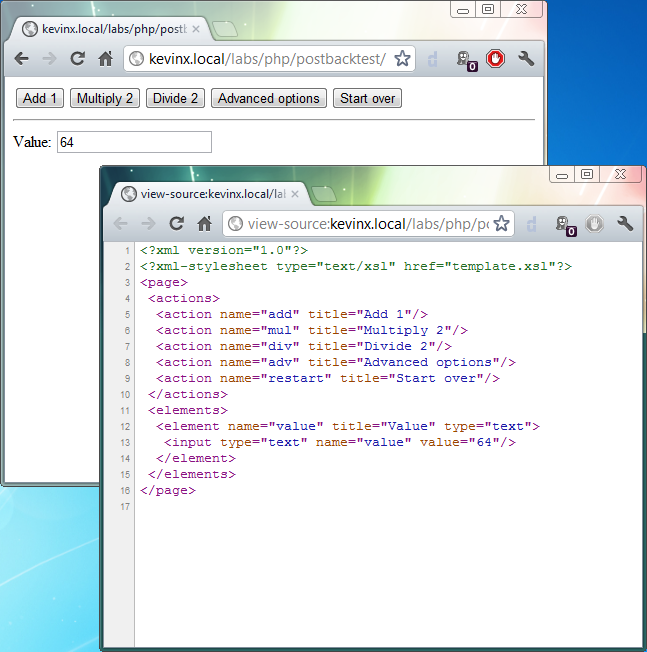 kevinx.local/labs/php/postb
kevinx.local/labs/php/postbacktest/
0
Add 1 Multiply 2 Divide 2 Advanced options Start over
Value: 64
view-source:kevinx.local/lal
view-source:kevinx.local/labs/php/po
0
1 <?xml version="1.0"?>
2 <?xml-stylesheet type="text/xsl" href="template.xsl"?>
3 <page>
4 <actions>
5 <action name="add" title="Add 1"/>
6 <action name="mul" title="Multiply 2"/>
7 <action name="div" title="Divide 2"/>
8 <action name="adv" title="Advanced options"/>
9 <action name="restart" title="Start over"/>
10 </actions>
11 <elements>
12 <element name="value" title="Value" type="text">
13 <input type="text" name="value" value="64"/>
14 </element>
15 </elements>
16 </page>
17